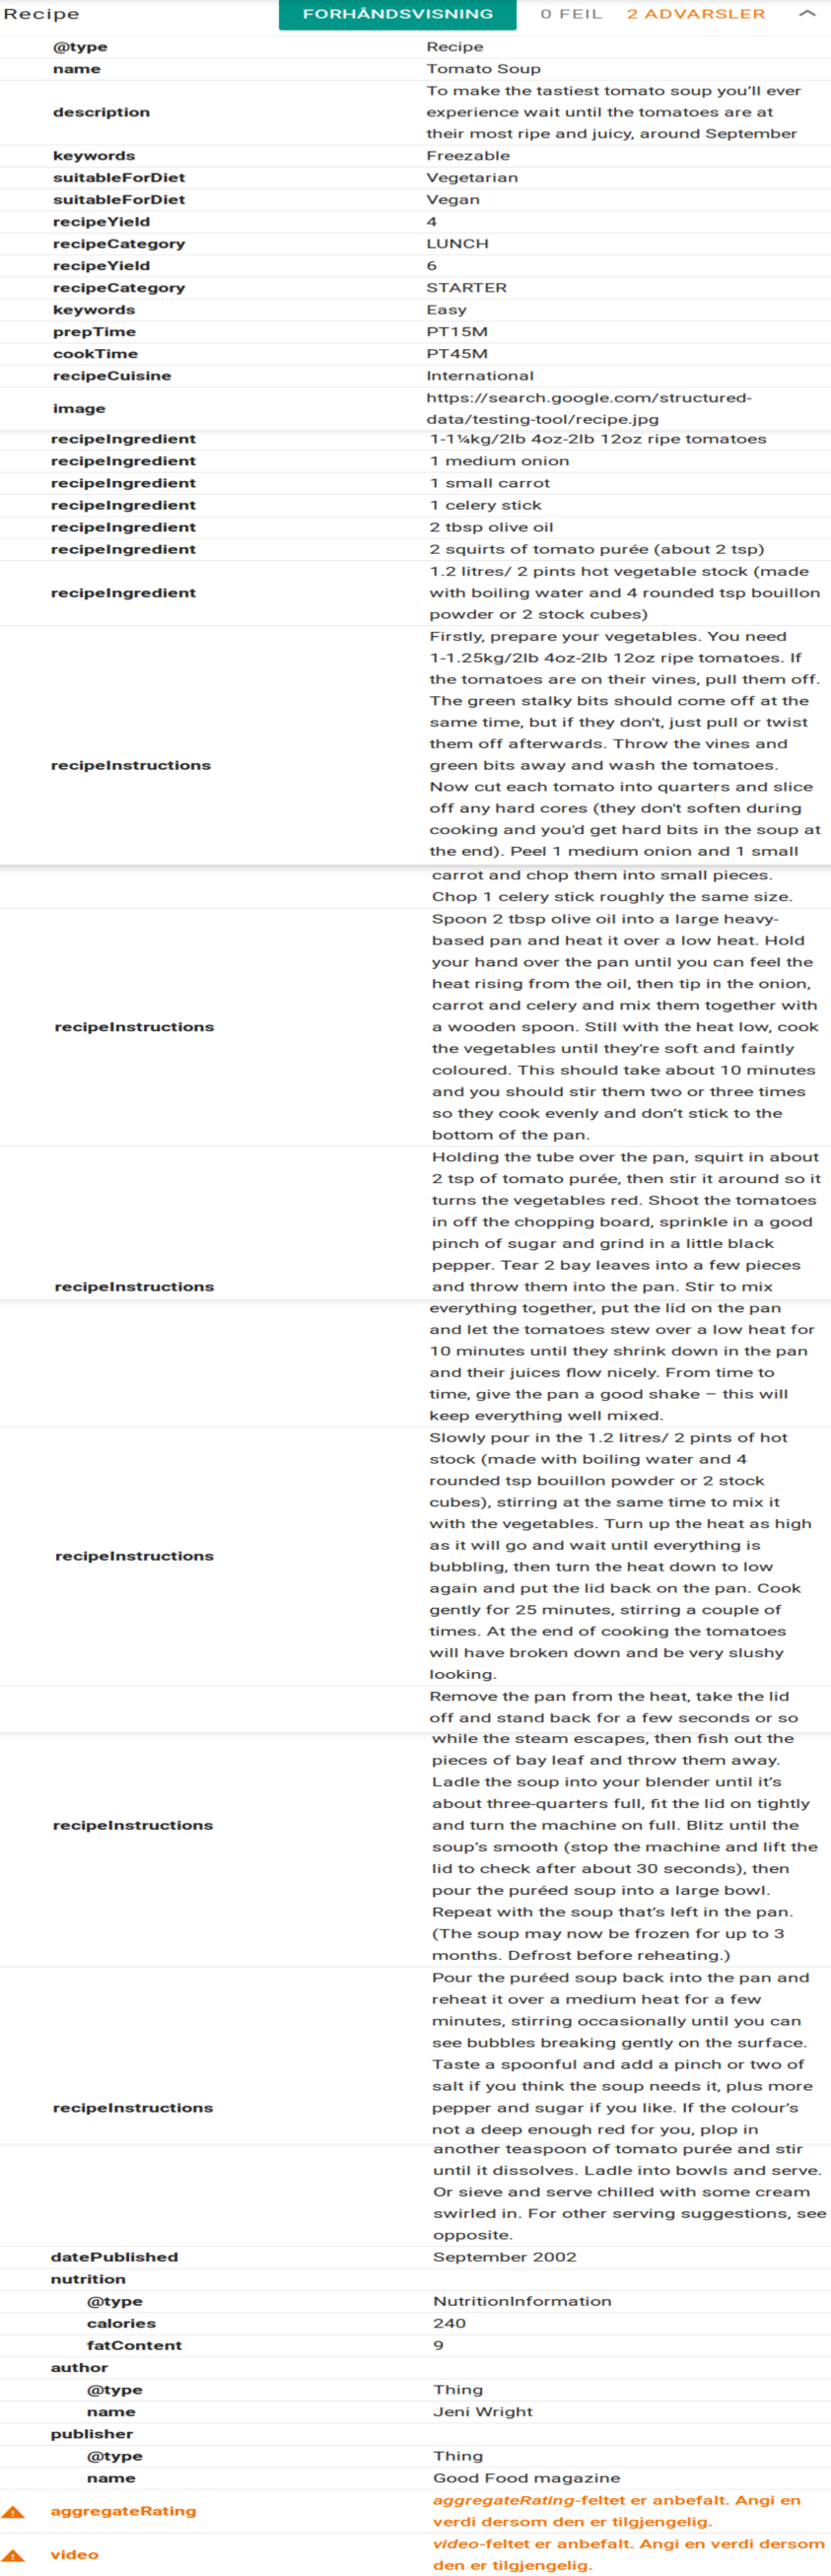 Recipe FORHÅNDSVISNING 0 FEIL 2 ADVARSLER
@type Recipe
name Tomato Soup
To make the tastiest tomato soup you’ll ever
description experience wait until the tomatoes are at
their most ripe and juicy, around September
keywords Freezable
suitableForDiet Vegetarian
suitableForDiet Vegan
recipeYield 4
recipeCategory LUNCH
recipeYield 6
recipeCategory STARTER
keywords Easy
prepTime PT15M
cookTime PT45M
recipeCuisine International
image https://search.google.com/structured-
data/testing-tool/recipe.jpg
recipeIngredient 1-1¼kg/2lb 4oz-2lb 12oz ripe tomatoes
recipeIngredient 1 medium onion
recipeIngredient 1 small carrot
recipeIngredient 1 celery stick
recipeIngredient 2 tbsp olive oil
recipeIngredient 2 squirts of tomato purée (about 2 tsp)
1.2 litres/ 2 pints hot vegetable stock (made
recipeIngredient with boiling water and 4 rounded tsp bouillon
powder or 2 stock cubes)
Firstly, prepare your vegetables. You need
1-1.25kg/2lb 4oz-2lb 12oz ripe tomatoes. If
the tomatoes are on their vines, pull them off.
The green stalky bits should come off at the
same time, but if they don't, just pull or twist
them off afterwards. Throw the vines and
recipeInstructions green bits away and wash the tomatoes.
Now cut each tomato into quarters and slice
off any hard cores (they don't soften during
cooking and you'd get hard bits in the soup at
the end). Peel 1 medium onion and 1 small
carrot and chop them into small pieces.
Chop 1 celery stick roughly the same size.
Spoon 2 tbsp olive oil into a large heavy-
based pan and heat it over a low heat. Hold
your hand over the pan until you can feel the
heat rising from the oil, then tip in the onion,
carrot and celery and mix them together with
recipeInstructions a wooden spoon. Still with the heat low, cook
the vegetables until they're soft and faintly
coloured. This should take about 10 minutes
and you should stir them two or three times
so they cook evenly and don’t stick to the
bottom of the pan.
Holding the tube over the pan, squirt in about
2 tsp of tomato purée, then stir it around so it
turns the vegetables red. Shoot the tomatoes
in off the chopping board, sprinkle in a good
pinch of sugar and grind in a little black
pepper. Tear 2 bay leaves into a few pieces
recipeInstructions and throw them into the pan. Stir to mix
everything together, put the lid on the pan
and let the tomatoes stew over a low heat for
10 minutes until they shrink down in the pan
and their juices flow nicely. From time to
time, give the pan a good shake – this will
keep everything well mixed.
Slowly pour in the 1.2 litres/ 2 pints of hot
stock (made with boiling water and 4
rounded tsp bouillon powder or 2 stock
cubes), stirring at the same time to mix it
with the vegetables. Turn up the heat as high
as it will go and wait until everything is
recipeInstructions bubbling, then turn the heat down to low
again and put the lid back on the pan. Cook
gently for 25 minutes, stirring a couple of
times. At the end of cooking the tomatoes
will have broken down and be very slushy
looking.
Remove the pan from the heat, take the lid
off and stand back for a few seconds or so
while the steam escapes, then fish out the
pieces of bay leaf and throw them away.
Ladle the soup into your blender until it’s
about three-quarters full, fit the lid on tightly
recipeInstructions and turn the machine on full. Blitz until the
soup’s smooth (stop the machine and lift the
lid to check after about 30 seconds), then
pour the puréed soup into a large bowl.
Repeat with the soup that’s left in the pan.
(The soup may now be frozen for up to 3
months. Defrost before reheating.)
Pour the puréed soup back into the pan and
reheat it over a medium heat for a few
minutes, stirring occasionally until you can
see bubbles breaking gently on the surface.
Taste a spoonful and add a pinch or two of
salt if you think the soup needs it, plus more
recipeInstructions pepper and sugar if you like. If the colour’s
not a deep enough red for you, plop in
another teaspoon of tomato purée and stir
until it dissolves. Ladle into bowls and serve.
Or sieve and serve chilled with some cream
swirled in. For other serving suggestions, see
opposite.
datePublished September 2002
nutrition
@type NutritionInformation
calories 240
fatContent 9
author
@type Thing
name Jeni Wright
publisher
@type Thing
name Good Food magazine
aggregateRating aggregateRating-feltet er anbefalt. Angi en
verdi dersom den er tilgjengelig.
video video-feltet er anbefalt. Angi en verdi dersom
den er tilgjengelig.